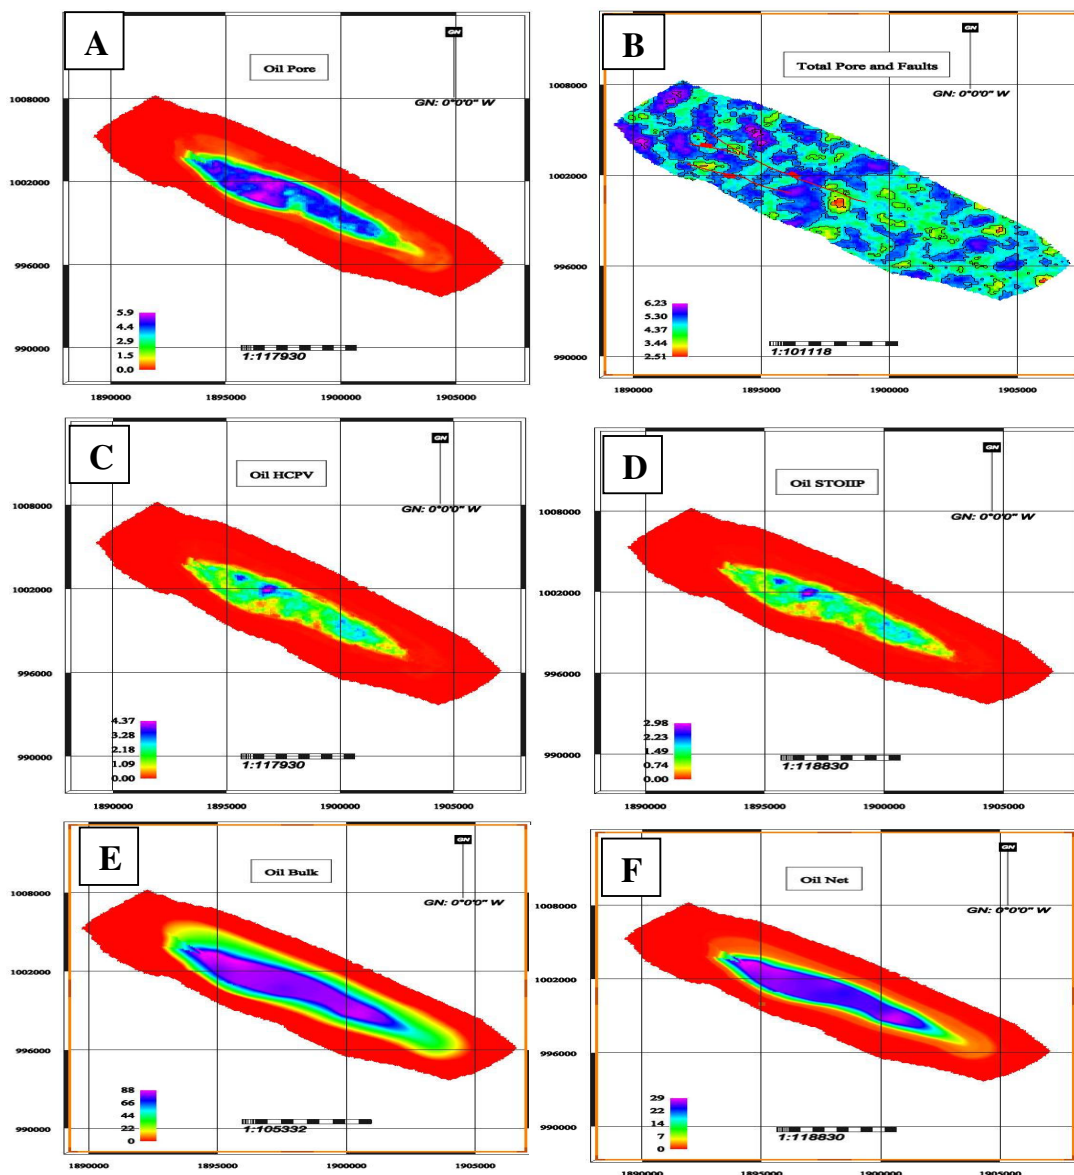 A
Oil Pore
GN
GN: 0°0'0" W
1008000
1002000
996000
990000
5.9
4.4
2.9
1.5
0.0
1:117930
1890000 1895000 1900000 1905000
B
Total Pore and Faults
GN
GN: 0°0'0" W
1008000
1002000
996000
990000
6.23
5.30
4.37
3.44
2.51
1:101118
1890000 1895000 1900000 1905000
C
Oil HCPV
GN
GN: 0°0'0" W
1008000
1002000
996000
990000
4.37
3.28
2.18
1.09
0.00
1:117930
1890000 1895000 1900000 1905000
D
Oil STOIIP
GN
GN: 0°0'0" W
1008000
1002000
996000
990000
2.98
2.23
1.49
0.74
0.00
1:118830
1890000 1895000 1900000 1905000
E
Oil Bulk
GN
GN: 0°0'0" W
1008000
1002000
996000
990000
88
66
44
22
0
1:105332
1890000 1895000 1900000 1905000
F
Oil Net
GN
GN: 0°0'0" W
1008000
1002000
996000
990000
29
22
14
7
0
1:118830
1890000 1895000 1900000 1905000